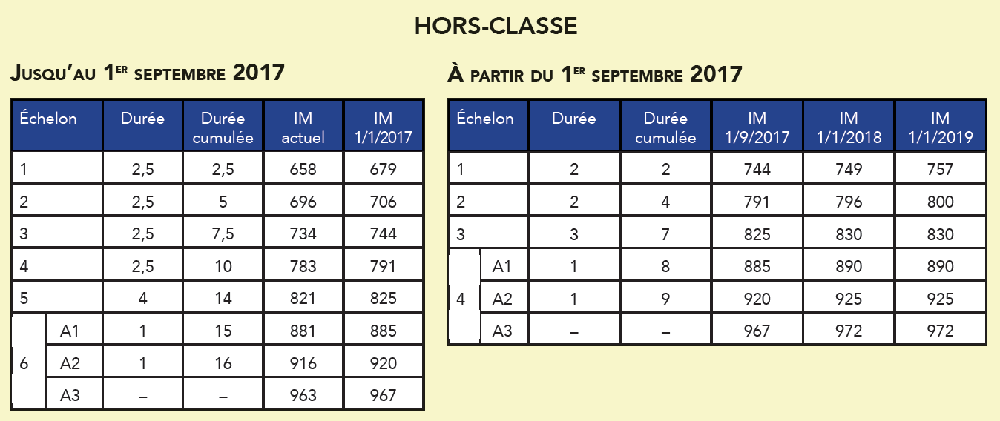 HORS-CLASSE
Jusqu’au 1er septembre 2017
Échelon Durée Durée cumulée IM actuel IM 1/1/2017
1 2,5 2,5 658 679
2 2,5 5 696 706
3 2,5 7,5 734 744
4 2,5 10 783 791
5 4 14 821 825
6 A1 1 15 881 885
A2 1 16 916 920
A3 – – 963 967
À partir du 1er septembre 2017
Échelon Durée Durée cumulée IM 1/9/2017 IM 1/1/2018 IM 1/1/2019
1 2 2 744 749 757
2 2 4 791 796 800
3 3 7 825 830 830
4 A1 1 8 885 890 890
A2 1 9 920 925 925
A3 – – 967 972 972